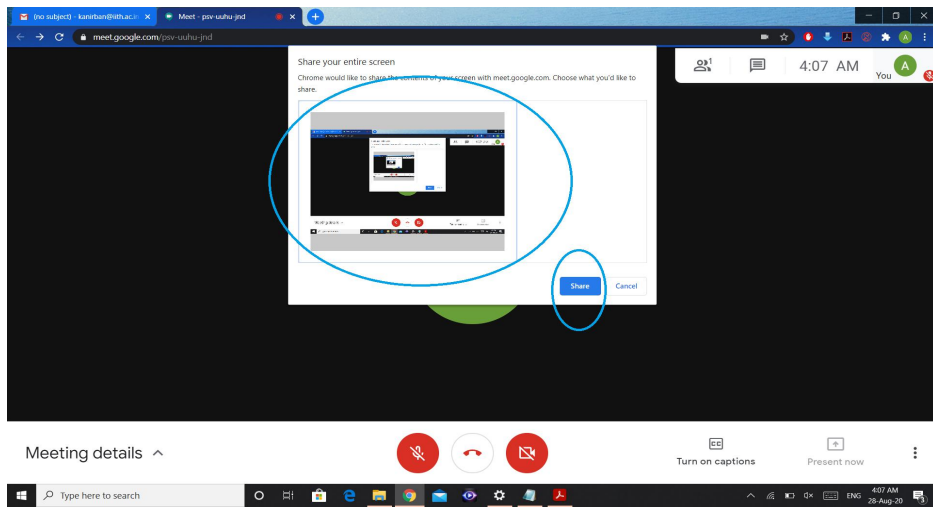 (no subject) - kanirban@iith.ac.in
Meet - psv-uuhu-jnd
meet.google.com/psv-uuhu-jnd
Share your entire screen
Chrome would like to share the contents of your screen with meet.google.com. Choose what you'd like to
share.
1
4:07 AM
You
A
Share
Cancel
Meeting details
CC
Turn on captions
Present now
Type here to search
ENG
4:07 AM
28-Aug-20
3